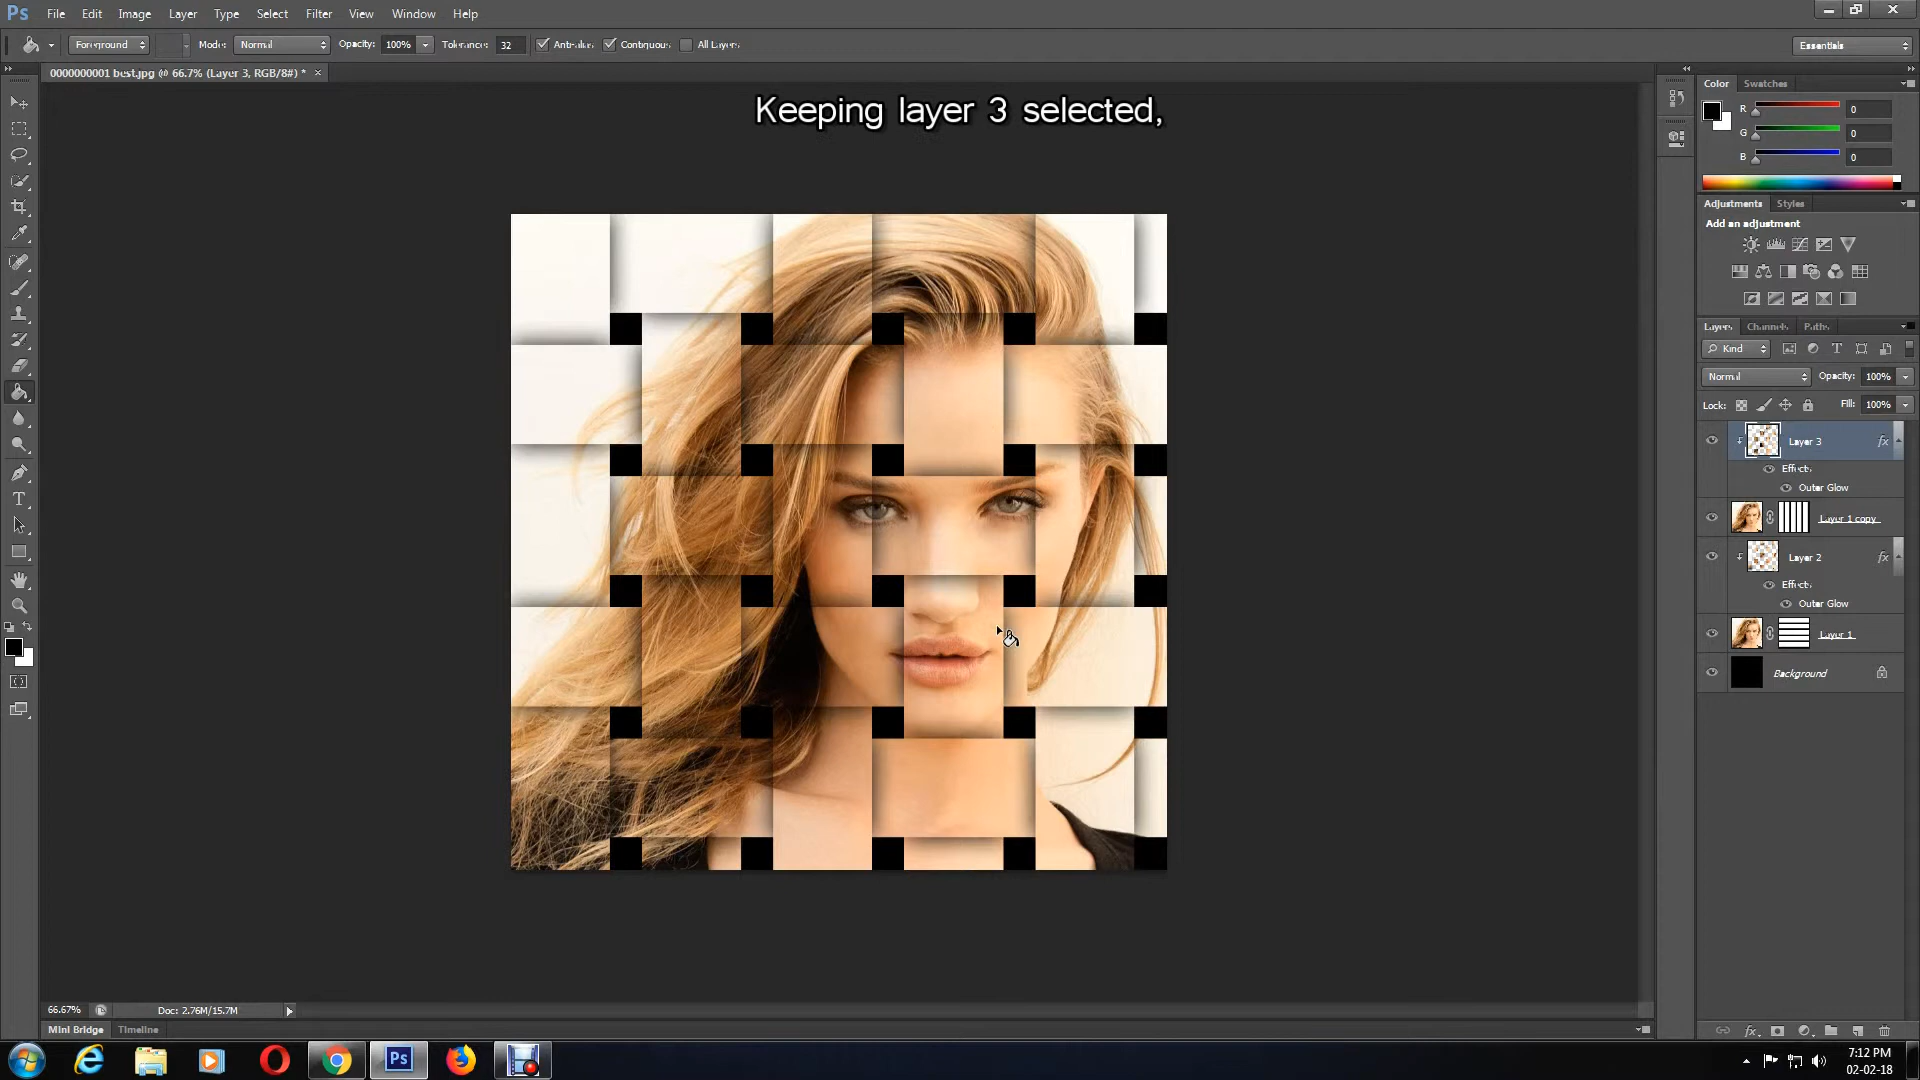 Ps File Edit Image Layer Type Select Filter View Window Help
Foreground Mode: Normal Opacity: 100% Tolerance: 32 Anti-alias Contiguous All Layers Essentials
0000000001 best.jpg @ 66.7% (Layer 3, RGB/8#) * ×
Keeping layer 3 selected,
Color Swatches
R 0
G 0
B 0
Adjustments Styles
Add an adjustment
Layers Channels Paths
Kind
Normal Opacity: 100%
Lock: Fill: 100%
Layer 3 fx
Effects
Outer Glow
Layer 1 copy
Layer 2 fx
Effects
Outer Glow
Layer 1
Background
66.67% Doc: 2.76M/15.7M
Mini Bridge Timeline
Ps
7:12 PM
02-02-18